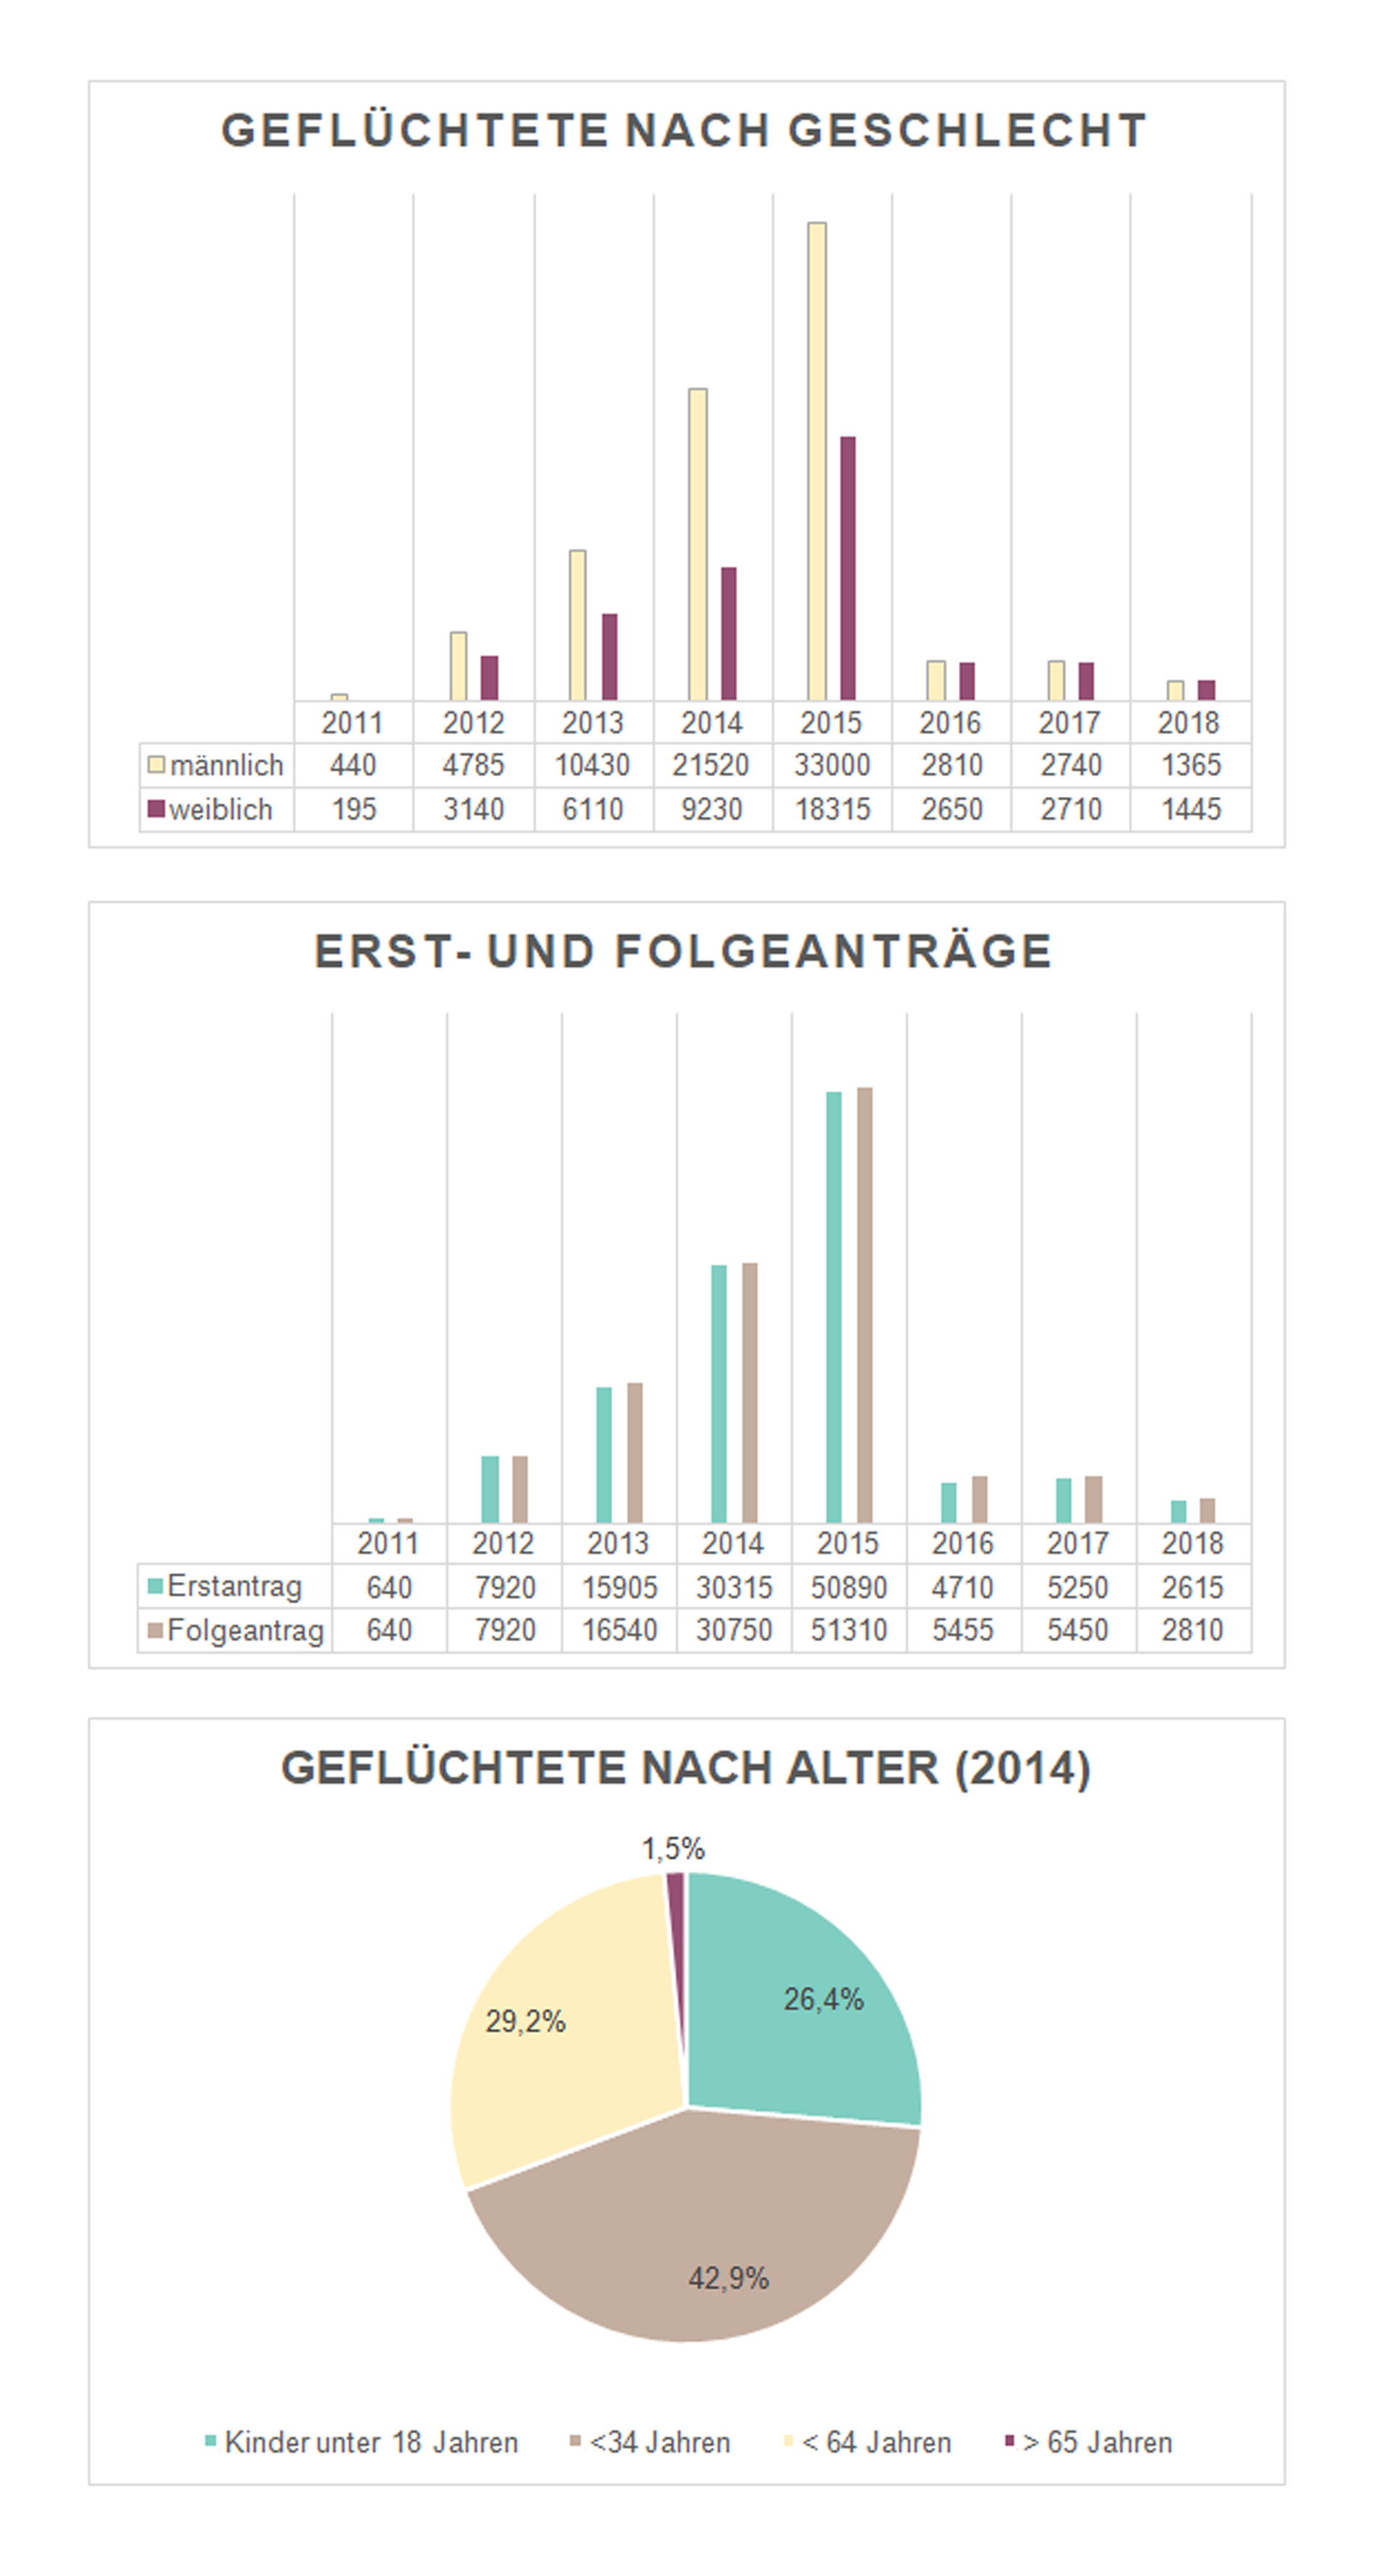 GEFLÜCHTETE NACH GESCHLECHT
2011 2012 2013 2014 2015 2016 2017 2018
männlich 440 4785 10430 21520 33000 2810 2740 1365
weiblich 195 3140 6110 9230 18315 2650 2710 1445
ERST- UND FOLGEANTRÄGE
2011 2012 2013 2014 2015 2016 2017 2018
Erstantrag 640 7920 15905 30315 50890 4710 5250 2615
Folgeantrag 640 7920 16540 30750 51310 5455 5450 2810
GEFLÜCHTETE NACH ALTER (2014)
1,5%
26,4%
29,2%
42,9%
Kinder unter 18 Jahren <34 Jahren < 64 Jahren > 65 Jahren